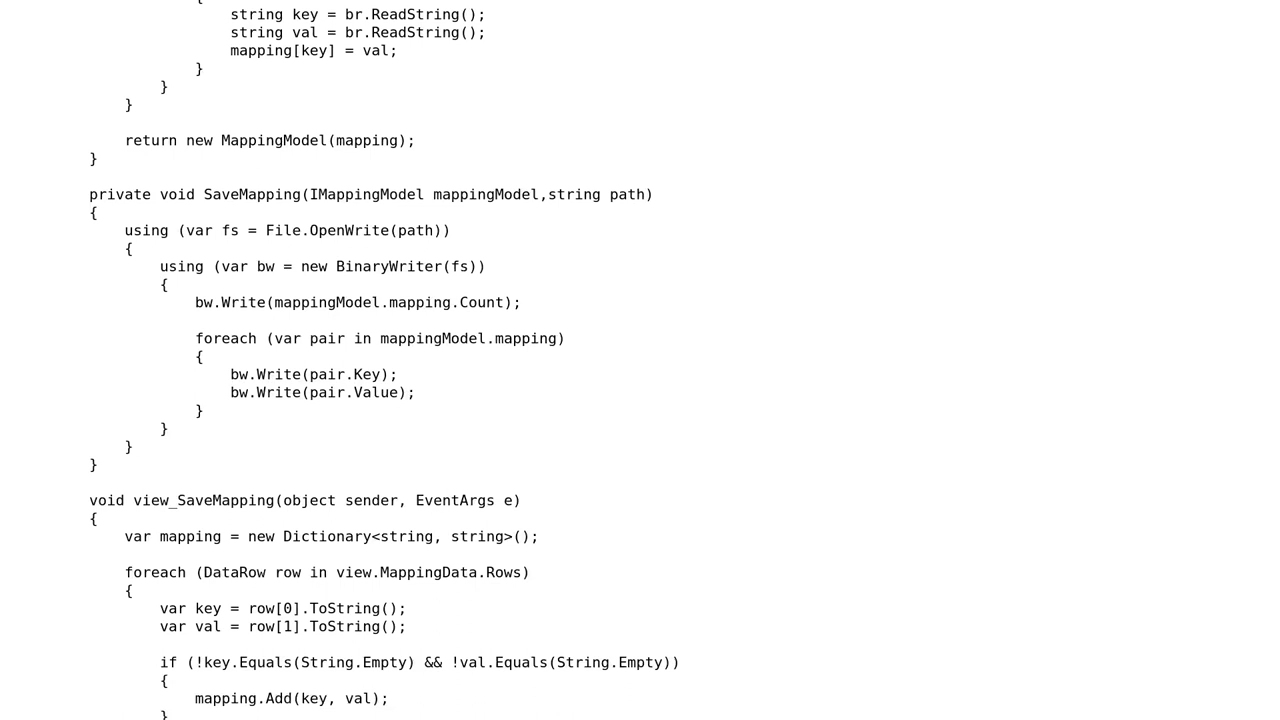 {
string key = br.ReadString();
string val = br.ReadString();
mapping[key] = val;
}
}
}
return new MappingModel(mapping);
}
private void SaveMapping(IMappingModel mappingModel,string path)
{
using (var fs = File.OpenWrite(path))
{
using (var bw = new BinaryWriter(fs))
{
bw.Write(mappingModel.mapping.Count);
foreach (var pair in mappingModel.mapping)
{
bw.Write(pair.Key);
bw.Write(pair.Value);
}
}
}
}
void view_SaveMapping(object sender, EventArgs e)
{
var mapping = new Dictionary<string, string>();
foreach (DataRow row in view.MappingData.Rows)
{
var key = row[0].ToString();
var val = row[1].ToString();
if (!key.Equals(String.Empty) && !val.Equals(String.Empty))
{
mapping.Add(key, val);
}